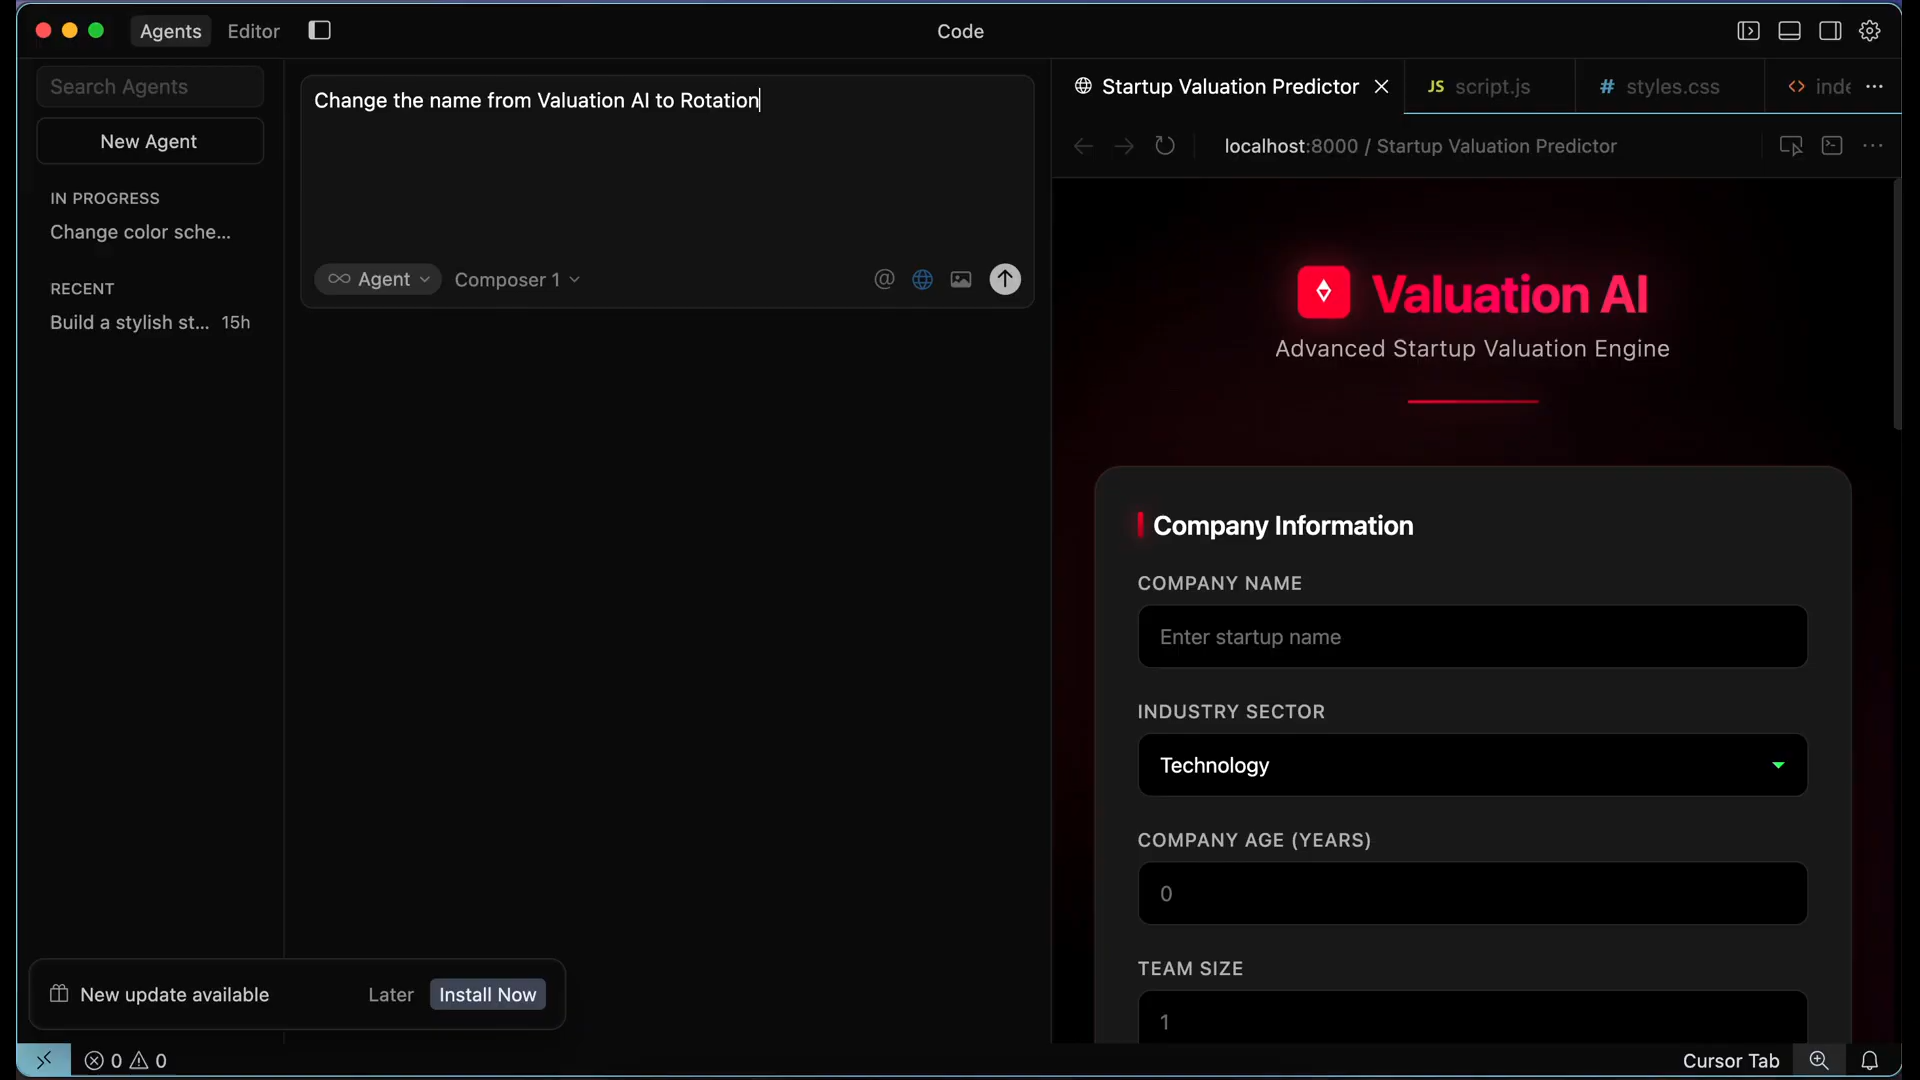 Agents Editor
Code
Search Agents
New Agent
IN PROGRESS
Change color sche...
RECENT
Build a stylish st... 15h
Change the name from Valuation AI to Rotation
Agent Composer 1
Startup Valuation Predictor
JS script.js
# styles.css
<> inde
localhost:8000 / Startup Valuation Predictor
Valuation AI
Advanced Startup Valuation Engine
Company Information
COMPANY NAME
Enter startup name
INDUSTRY SECTOR
Technology
COMPANY AGE (YEARS)
0
TEAM SIZE
1
New update available Later Install Now
0 0
Cursor Tab